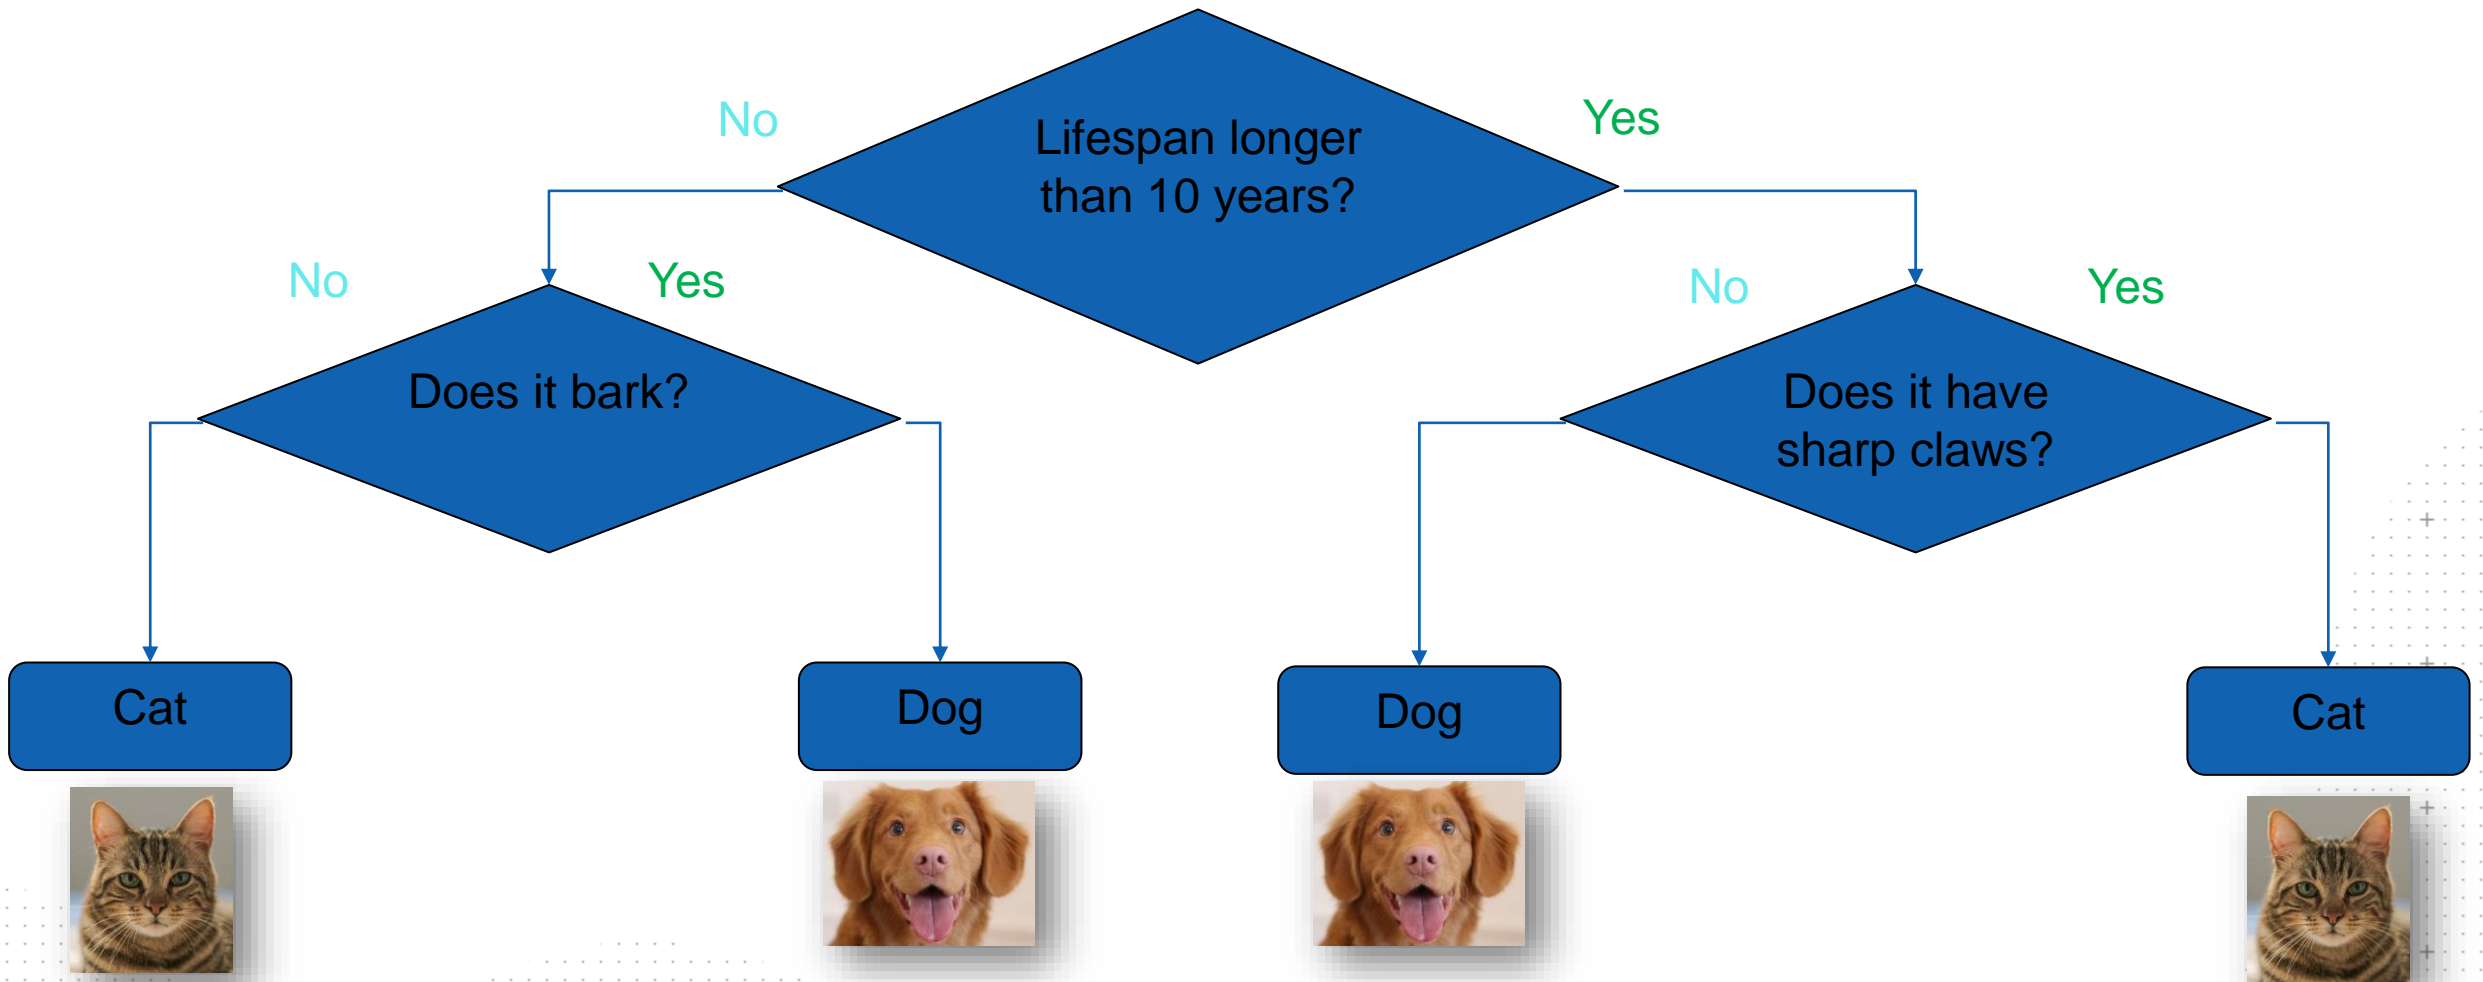 No
Yes
Lifespan longer
than 10 years?
No
Yes
No
Yes
Does it bark?
Does it have
sharp claws?
Cat
Dog
Dog
Cat